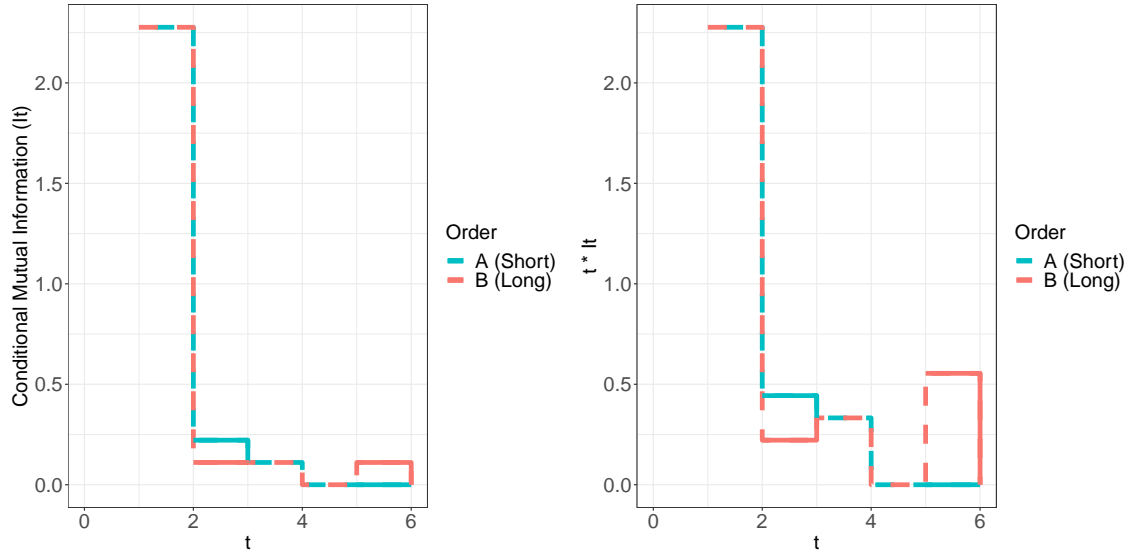 Conditional Mutual Information (It)
2.0
1.5
1.0
0.5
0.0
0
2
4
6
t
Order
A (Short)
B (Long)
t * It
2.0
1.5
1.0
0.5
0.0
0
2
4
6
t
Order
A (Short)
B (Long)